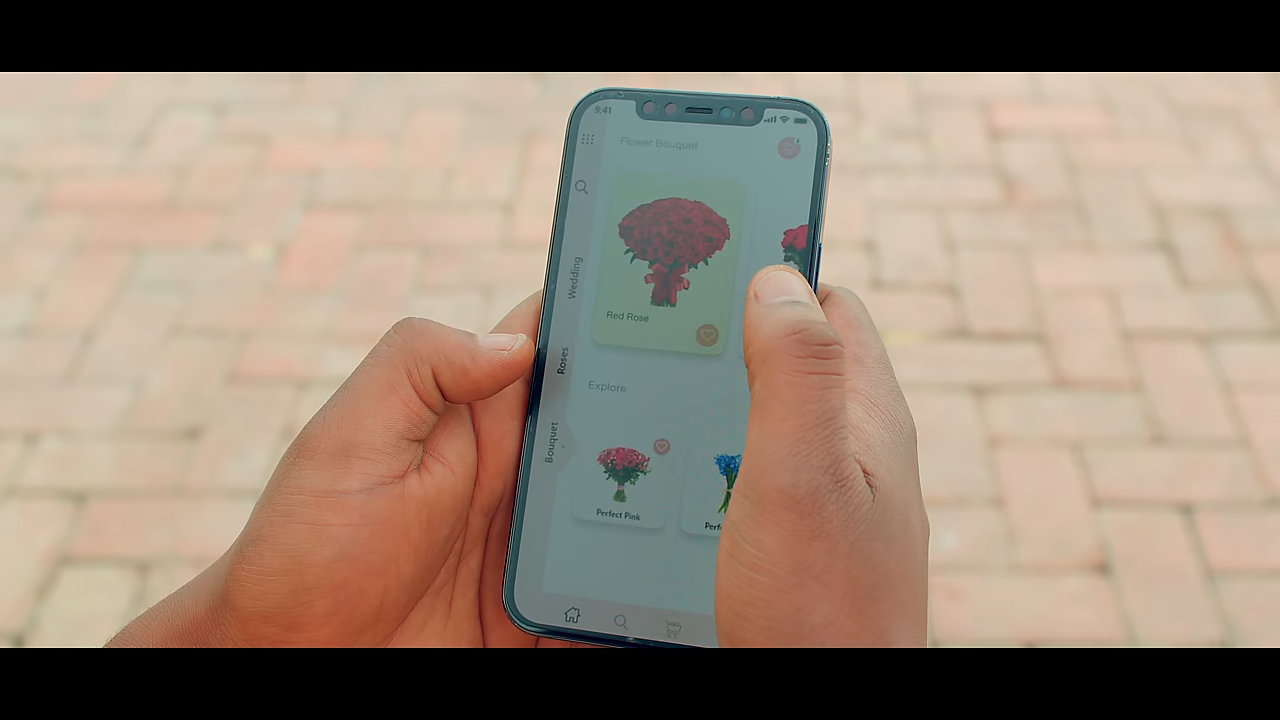 9:41
Flower Bouquet
Wedding
Red Rose
Roses
Explore
Bouquet
Perfect Pink